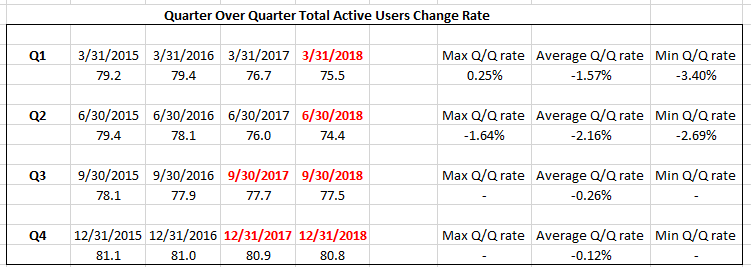 Quarter Over Quarter Total Active Users Change Rate
Q1 3/31/2015 3/31/2016 3/31/2017 3/31/2018 Max Q/Q rate Average Q/Q rate Min Q/Q rate
79.2 79.4 76.7 75.5 0.25% -1.57% -3.40%
Q2 6/30/2015 6/30/2016 6/30/2017 6/30/2018 Max Q/Q rate Average Q/Q rate Min Q/Q rate
79.4 78.1 76.0 74.4 -1.64% -2.16% -2.69%
Q3 9/30/2015 9/30/2016 9/30/2017 9/30/2018 Max Q/Q rate Average Q/Q rate Min Q/Q rate
78.1 77.9 77.7 77.5 - -0.26% -
Q4 12/31/2015 12/31/2016 12/31/2017 12/31/2018 Max Q/Q rate Average Q/Q rate Min Q/Q rate
81.1 81.0 80.9 80.8 - -0.12% -